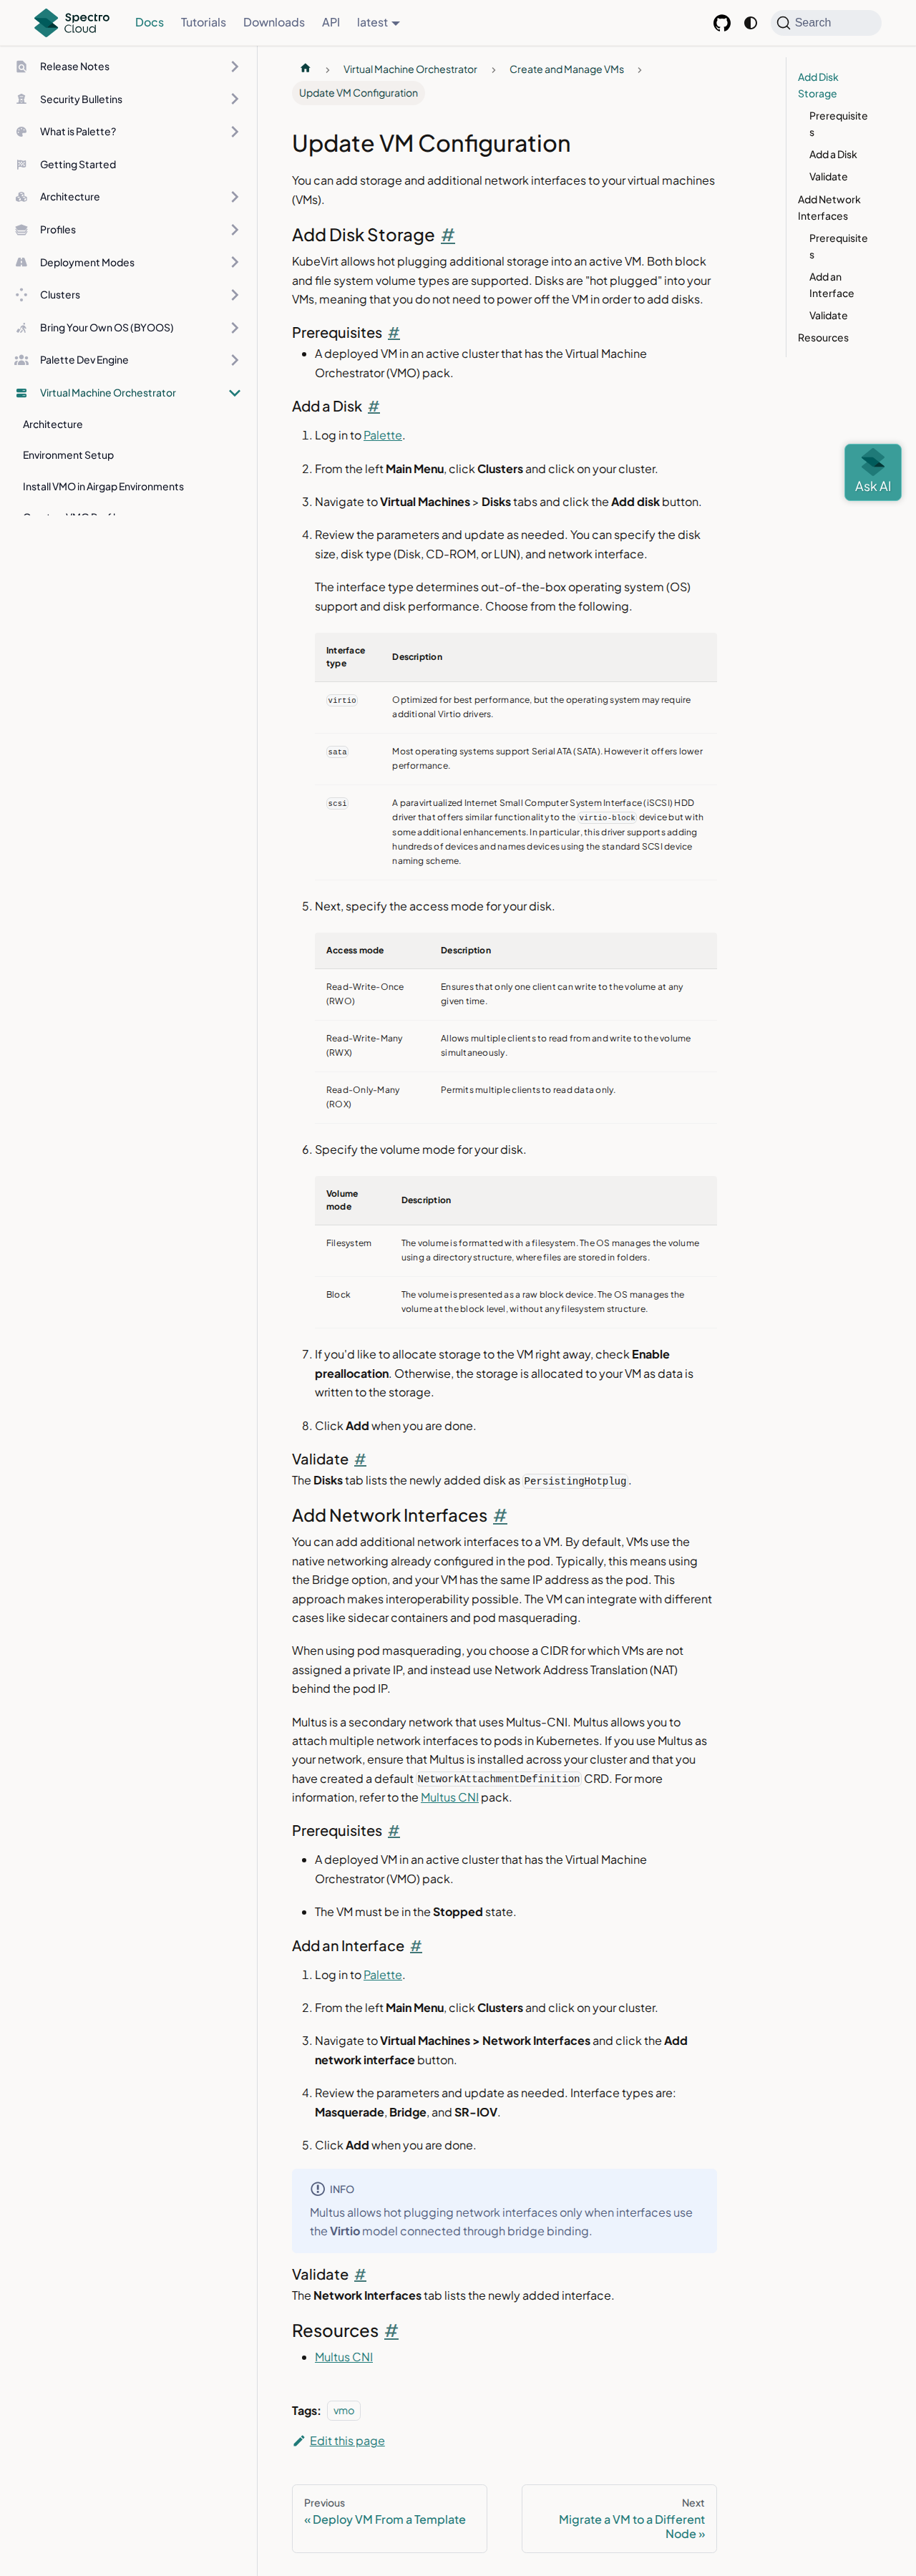 Spectro
Cloud
Docs
Tutorials
Downloads
API
latest
Search
Release Notes
Security Bulletins
What is Palette?
Getting Started
Architecture
Profiles
Deployment Modes
Clusters
Bring Your Own OS (BYOOS)
Palette Dev Engine
Virtual Machine Orchestrator
Architecture
Environment Setup
Install VMO in Airgap Environments
Virtual Machine Orchestrator
Create and Manage VMs
Update VM Configuration
Update VM Configuration
You can add storage and additional network interfaces to your virtual machines
(VMs).
Add Disk Storage #
KubeVirt allows hot plugging additional storage into an active VM. Both block
and file system volume types are supported. Disks are "hot plugged" into your
VMs, meaning that you do not need to power off the VM in order to add disks.
Prerequisites #
• A deployed VM in an active cluster that has the Virtual Machine
Orchestrator (VMO) pack.
Add a Disk #
1. Log in to Palette.
2. From the left Main Menu, click Clusters and click on your cluster.
3. Navigate to Virtual Machines > Disks tabs and click the Add disk button.
4. Review the parameters and update as needed. You can specify the disk
size, disk type (Disk, CD-ROM, or LUN), and network interface.
The interface type determines out-of-the-box operating system (OS)
support and disk performance. Choose from the following.
Interface
type
Description
virtio
Optimized for best performance, but the operating system may require
additional Virtio drivers.
sata
Most operating systems support Serial ATA (SATA). However it offers lower
performance.
scsi
A paravirtualized Internet Small Computer System Interface (iSCSI) HDD
driver that offers similar functionality to the virtio-block device but with
some additional enhancements. In particular, this driver supports adding
hundreds of devices and names devices using the standard SCSI device
naming scheme.
5. Next, specify the access mode for your disk.
Access mode
Description
Read-Write-Once
(RWO)
Ensures that only one client can write to the volume at any
given time.
Read-Write-Many
(RWX)
Allows multiple clients to read from and write to the volume
simultaneously.
Read-Only-Many
(ROX)
Permits multiple clients to read data only.
6. Specify the volume mode for your disk.
Volume
mode
Description
Filesystem
The volume is formatted with a filesystem. The OS manages the volume
using a directory structure, where files are stored in folders.
Block
The volume is presented as a raw block device. The OS manages the
volume at the block level, without any filesystem structure.
7. If you'd like to allocate storage to the VM right away, check Enable
preallocation. Otherwise, the storage is allocated to your VM as data is
written to the storage.
8. Click Add when you are done.
Validate #
The Disks tab lists the newly added disk as PersistingHotplug.
Add Network Interfaces #
You can add additional network interfaces to a VM. By default, VMs use the
native networking already configured in the pod. Typically, this means using
the Bridge option, and your VM has the same IP address as the pod. This
approach makes interoperability possible. The VM can integrate with different
cases like sidecar containers and pod masquerading.
When using pod masquerading, you choose a CIDR for which VMs are not
assigned a private IP, and instead use Network Address Translation (NAT)
behind the pod IP.
Multus is a secondary network that uses Multus-CNI. Multus allows you to
attach multiple network interfaces to pods in Kubernetes. If you use Multus as
your network, ensure that Multus is installed across your cluster and that you
have created a default NetworkAttachmentDefinition CRD. For more
information, refer to the Multus CNI pack.
Prerequisites #
• A deployed VM in an active cluster that has the Virtual Machine
Orchestrator (VMO) pack.
• The VM must be in the Stopped state.
Add an Interface #
1. Log in to Palette.
2. From the left Main Menu, click Clusters and click on your cluster.
3. Navigate to Virtual Machines > Network Interfaces and click the Add
network interface button.
4. Review the parameters and update as needed. Interface types are:
Masquerade, Bridge, and SR-IOV.
5. Click Add when you are done.
INFO
Multus allows hot plugging network interfaces only when interfaces use
the Virtio model connected through bridge binding.
Validate #
The Network Interfaces tab lists the newly added interface.
Resources #
• Multus CNI
Tags: vmo
Edit this page
Previous
« Deploy VM From a Template
Next
Migrate a VM to a Different
Node »
Add Disk
Storage
Prerequisite
s
Add a Disk
Validate
Add Network
Interfaces
Prerequisite
s
Add an
Interface
Validate
Resources
Ask AI